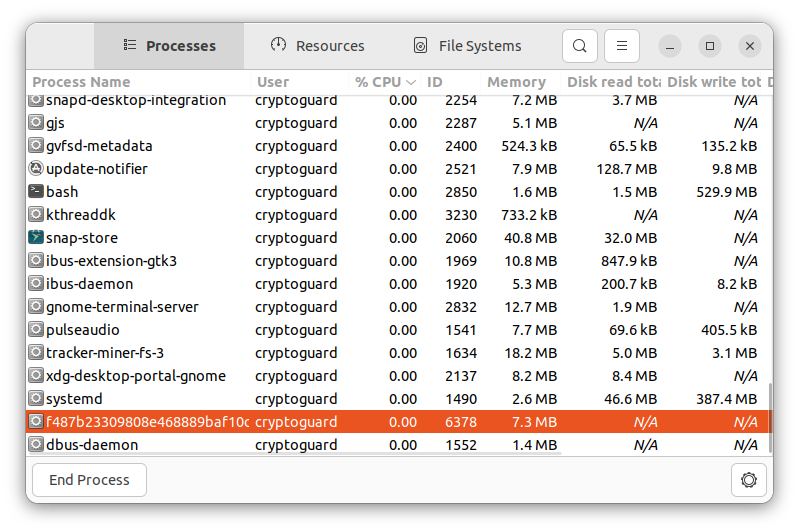 Processes Resources File Systems
Process Name User % CPU ID Memory Disk read tota Disk write tot D
snapd-desktop-integration cryptoguard 0.00 2254 7.2 MB 3.7 MB N/A
gjs cryptoguard 0.00 2287 5.1 MB N/A N/A
gvfsd-metadata cryptoguard 0.00 2400 524.3 kB 65.5 kB 135.2 kB
update-notifier cryptoguard 0.00 2521 7.9 MB 128.7 MB 9.8 MB
bash cryptoguard 0.00 2850 1.6 MB 1.5 MB 529.9 MB
kthreaddk cryptoguard 0.00 3230 733.2 kB N/A N/A
snap-store cryptoguard 0.00 2060 40.8 MB 32.0 MB N/A
ibus-extension-gtk3 cryptoguard 0.00 1969 10.8 MB 847.9 kB N/A
ibus-daemon cryptoguard 0.00 1920 5.3 MB 200.7 kB 8.2 kB
gnome-terminal-server cryptoguard 0.00 2832 12.7 MB 1.9 MB N/A
pulseaudio cryptoguard 0.00 1541 7.7 MB 69.6 kB 405.5 kB
tracker-miner-fs-3 cryptoguard 0.00 1634 18.2 MB 5.0 MB 3.1 MB
xdg-desktop-portal-gnome cryptoguard 0.00 2137 8.2 MB 8.4 MB N/A
systemd cryptoguard 0.00 1490 2.6 MB 46.6 MB 387.4 MB
f487b23309808e468889baf10c cryptoguard 0.00 6378 7.3 MB N/A N/A
dbus-daemon cryptoguard 0.00 1552 1.4 MB N/A N/A
End Process